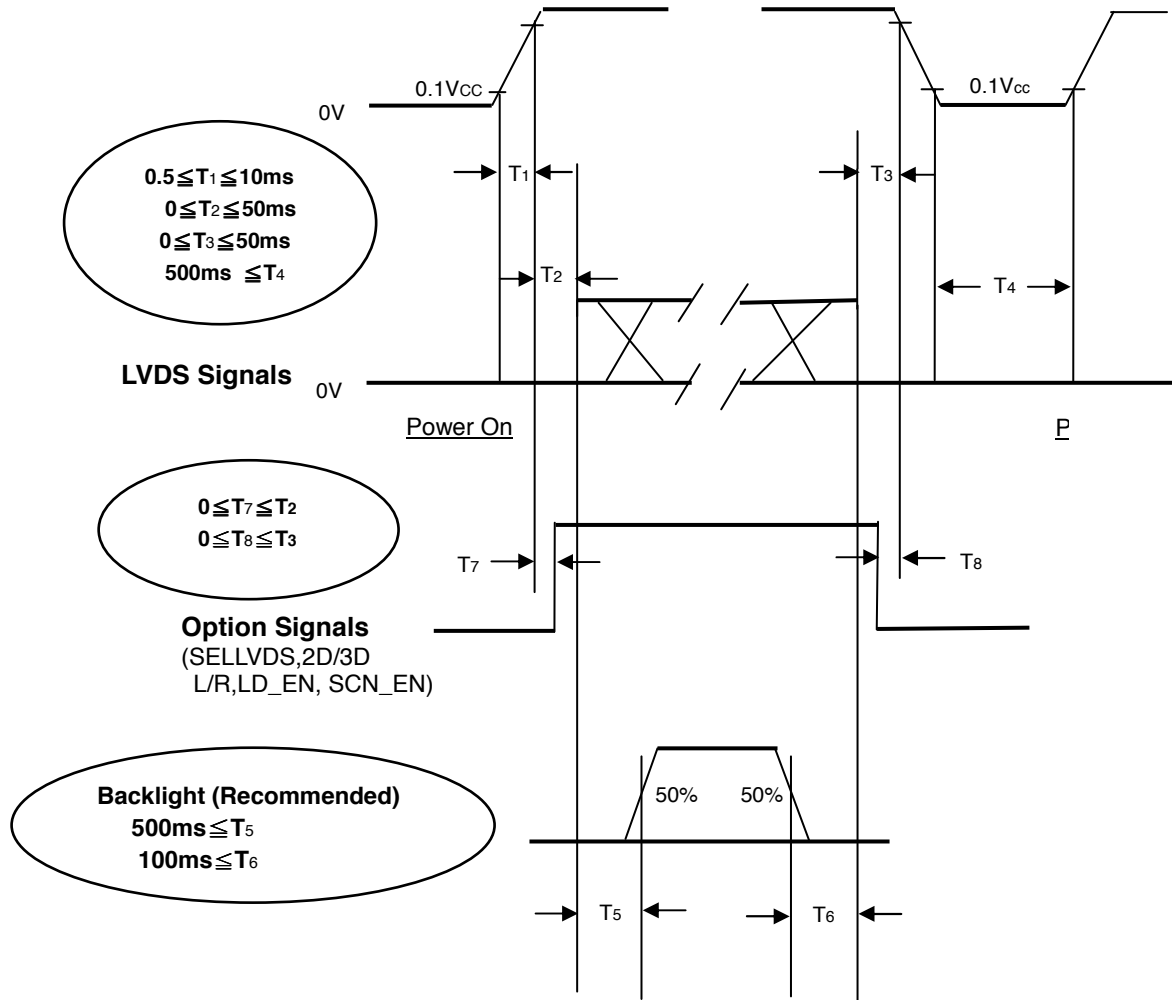 0.1VCC
0.1Vcc
0V
T1
T3
0.5≦T1≦10ms
0≦T2≦50ms
0≦T3≦50ms
500ms ≦T4
T2
T4
LVDS Signals
0V
Power On
P
0≦T7≦T2
0≦T8≦T3
T7
T8
Option Signals
(SELLVDS,2D/3D
L/R,LD_EN, SCN_EN)
Backlight (Recommended)
500ms≦T5
100ms≦T6
50%
50%
T5
T6